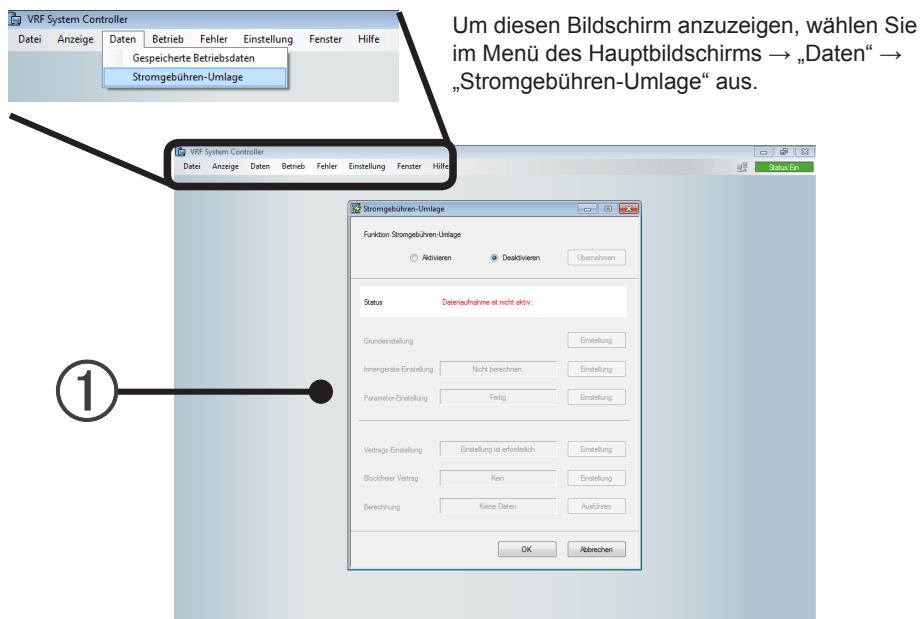 VRF System Controller
Datei Anzeige Daten Betrieb Fehler Einstellung Fenster Hilfe
Gespeicherte Betriebsdaten
Stromgebühren-Umlage
Um diesen Bildschirm anzuzeigen, wählen Sie
im Menü des Hauptbildschirms → „Daten“ →
„Stromgebühren-Umlage“ aus.
VRF System Controller
Datei Anzeige Daten Betrieb Fehler Einstellung Fenster Hilfe
Status:Ein
Stromgebühren-Umlage
Funktion Stromgebühren-Umlage
Aktivieren Deaktivieren Übernehmen
Status Datenaufnahme ist nicht aktiv.
Grundeinstellung Einstellung
Innengeräte-Einstellung Nicht berechnen. Einstellung
Parameter-Einstellung Fertig Einstellung
1
Vertrags-Einstellung Einstellung ist erforderlich Einstellung
Blockfreier Vertrag Kein Einstellung
Berechnung Keine Daten Ausführen
OK Abbrechen